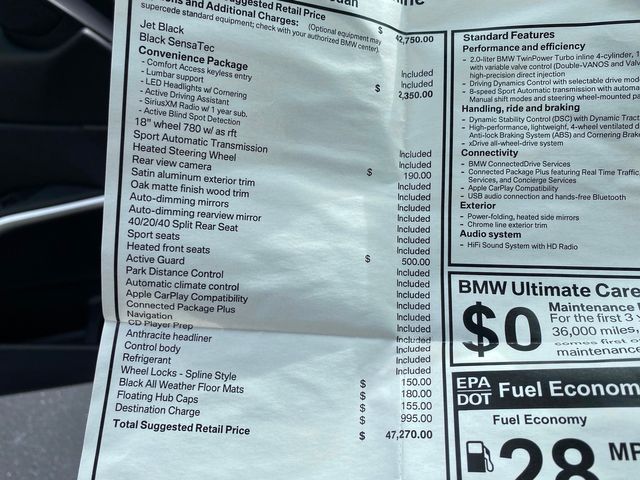 Suggested Retail Price
and Additional Charges: (Optional equipment may
supercede standard equipment; check with your authorized BMW center).
$ 42,750.00
Jet Black Included
Black SensaTec Included
Convenience Package $ 2,350.00
- Comfort Access keyless entry
- Lumbar support
- LED Headlights w/ Cornering
- Active Driving Assistant
- SiriusXM Radio w/ 1 year sub.
- Active Blind Spot Detection
18" wheel 780 w/ as rft Included
Sport Automatic Transmission Included
Heated Steering Wheel $ 190.00
Rear view camera Included
Satin aluminum exterior trim Included
Oak matte finish wood trim Included
Auto-dimming mirrors Included
Auto-dimming rearview mirror Included
40/20/40 Split Rear Seat Included
Sport seats Included
Heated front seats $ 500.00
Active Guard Included
Park Distance Control Included
Automatic climate control Included
Apple CarPlay Compatibility Included
Connected Package Plus Included
Navigation Included
CD Player Prep Included
Anthracite headliner Included
Control body Included
Refrigerant Included
Wheel Locks - Spline Style $ 150.00
Black All Weather Floor Mats $ 180.00
Floating Hub Caps $ 155.00
Destination Charge $ 995.00
Total Suggested Retail Price $ 47,270.00
Standard Features
Performance and efficiency
- 2.0-liter BMW TwinPower Turbo inline 4-cylinder,
with variable valve control (Double-VANOS and
high-precision direct injection
- Driving Dynamics Control with selectable drive
- 8-speed Sport Automatic transmission with
Manual shift modes and steering wheel-mounted
Handling, ride and braking
- Dynamic Stability Control (DSC) with Dynamic
- High-performance, lightweight, 4-wheel ventilated
Anti-lock Braking System (ABS) and Cornering
- xDrive all-wheel-drive system
Connectivity
- BMW ConnectedDrive Services
- Connected Package Plus featuring Real Time Traffic,
Services, and Concierge Services
- Apple CarPlay Compatibility
- USB audio connection and hands-free Bluetooth
Exterior
- Power-folding, heated side mirrors
- Chrome line exterior trim
Audio system
- HiFi Sound System with HD Radio
BMW Ultimate Care
$0 Maintenance
For the first 3
36,000 miles
comes first
maintenance
EPA
DOT Fuel Econom
Fuel Economy
28 MP